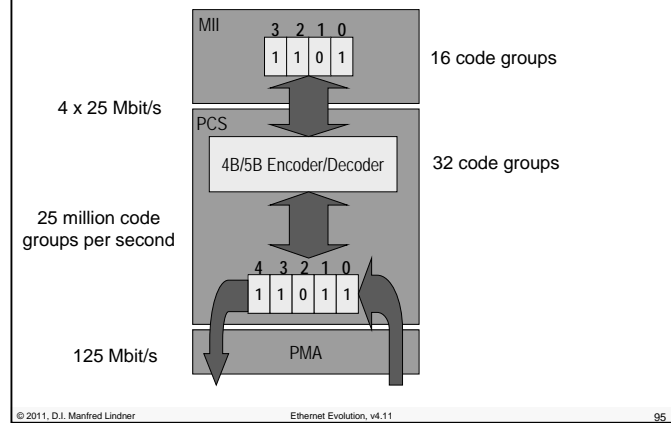 MII
3 2 1 0
1 1 0 1
16 code groups
4 x 25 Mbit/s
PCS
4B/5B Encoder/Decoder
32 code groups
25 million code
groups per second
4 3 2 1 0
1 1 0 1 1
125 Mbit/s
PMA
© 2011, D.I. Manfred Lindner
Ethernet Evolution, v4.11
95